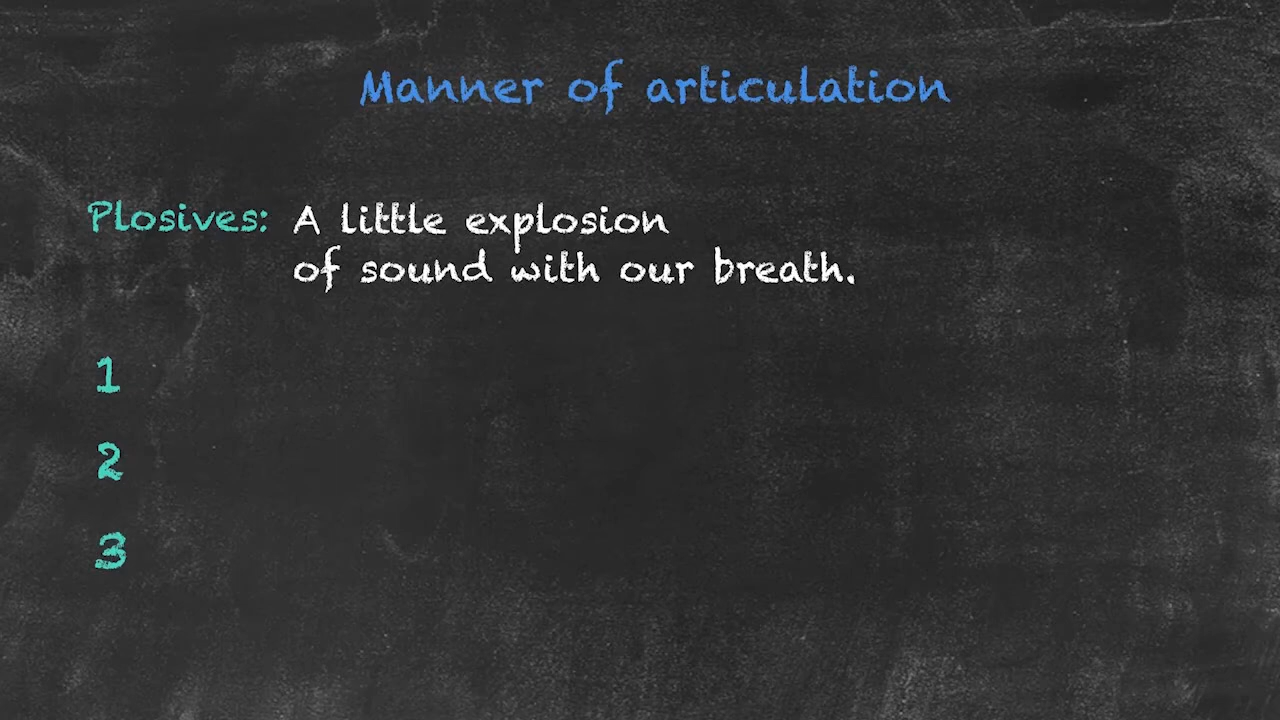 Manner of articulation
Plosives: A little explosion
of sound with our breath.
1
2
3